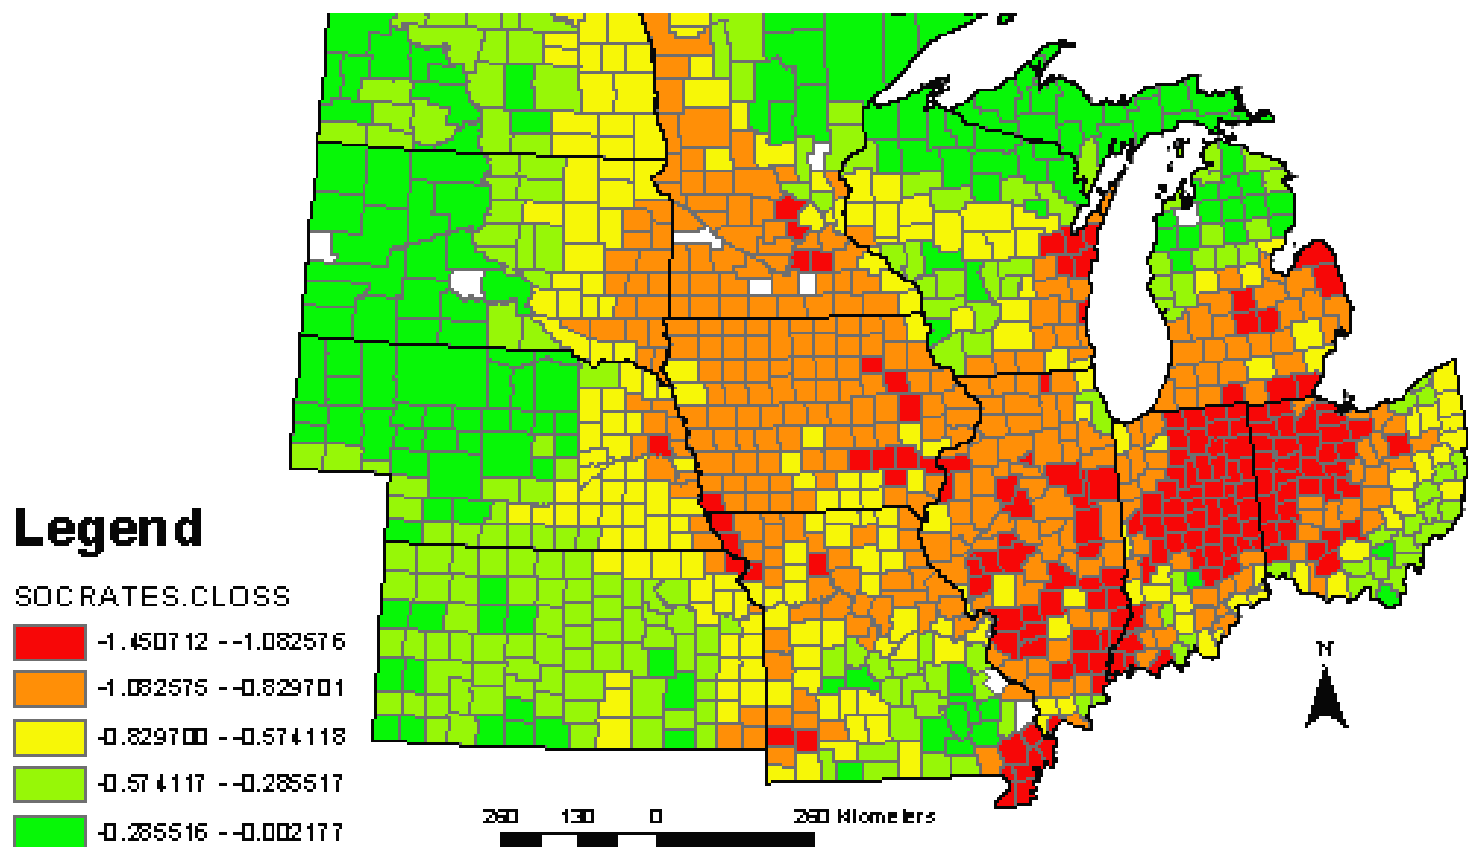 Legend
SOCRATES.CLOSS
-1.450712 - -1.082576
-1.082575 - -0.829701
-0.829700 - -0.574118
-0.574117 - -0.285517
-0.285516 - -0.002177
260 130 0 260 Kilometers
N